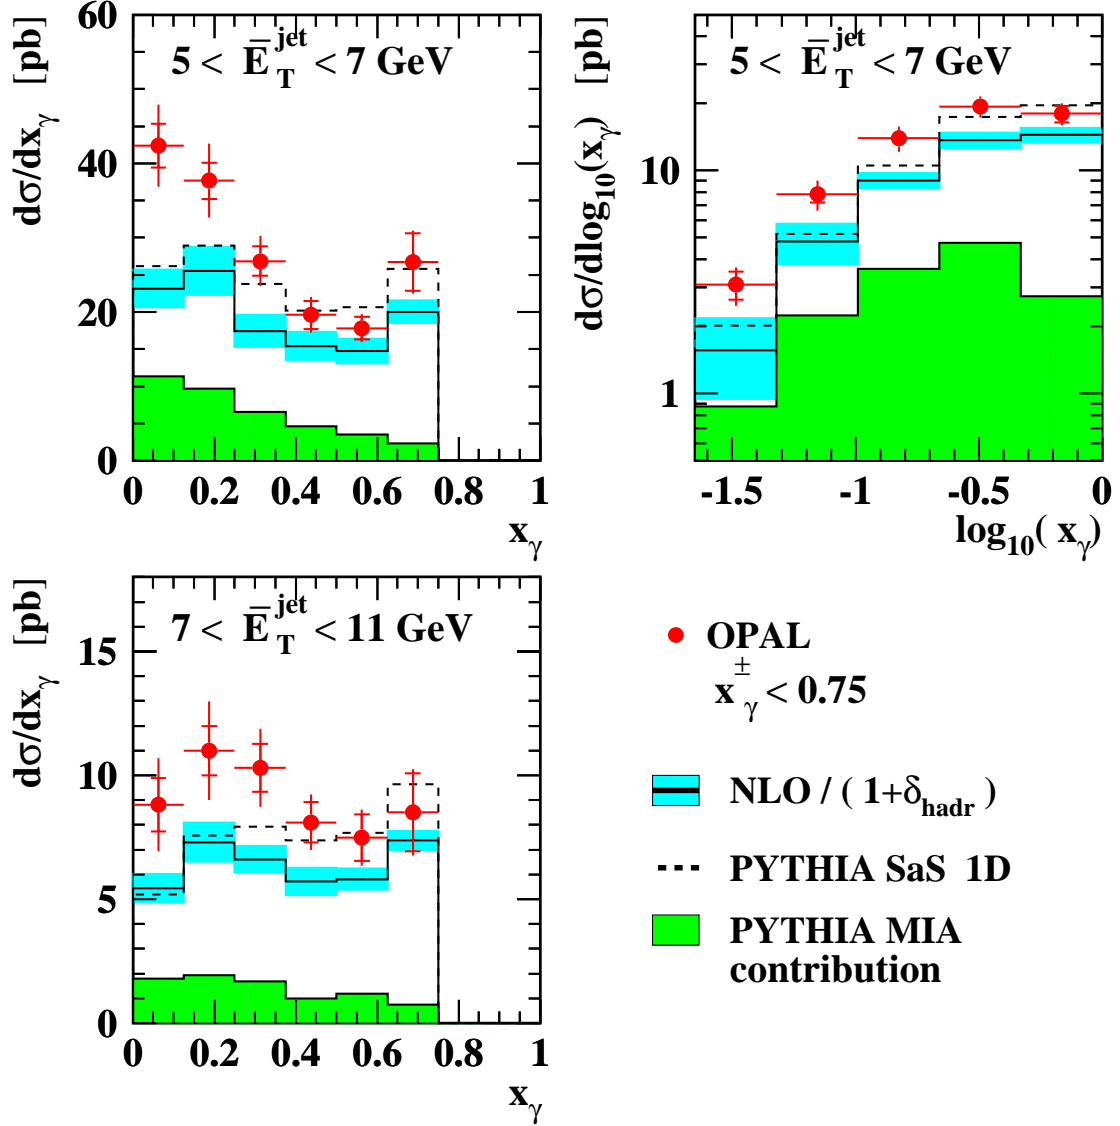 dσ/dx_γ [pb]
5 < Ē_T^jet < 7 GeV
60
40
20
0
0 0.2 0.4 0.6 0.8 1
x_γ
dσ/dlog₁₀(x_γ) [pb]
5 < Ē_T^jet < 7 GeV
10
1
-1.5 -1 -0.5 0
log₁₀( x_γ)
dσ/dx_γ [pb]
7 < Ē_T^jet < 11 GeV
15
10
5
0
0 0.2 0.4 0.6 0.8 1
x_γ
OPAL
x_γ^± < 0.75
NLO / ( 1+δ_hadr )
PYTHIA SaS 1D
PYTHIA MIA
contribution